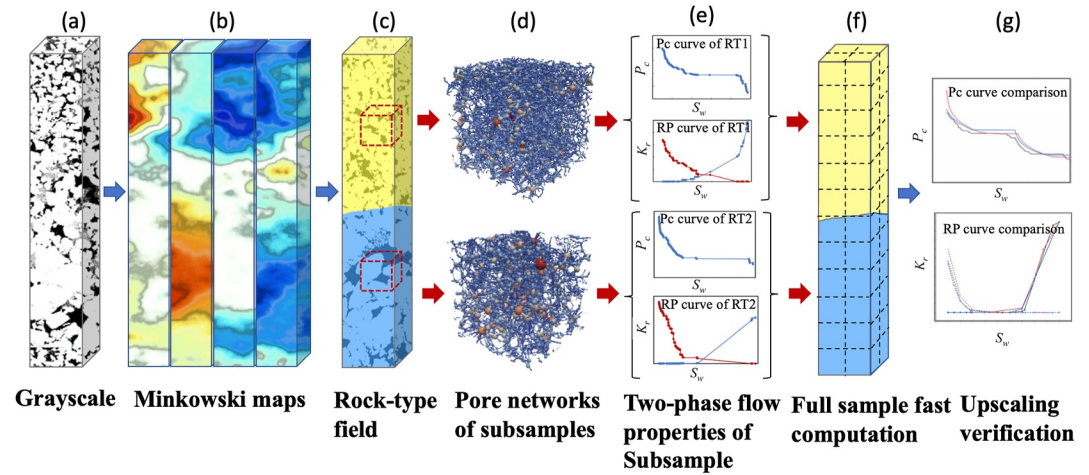 (a)
(b)
(c)
(d)
(e)
(f)
(g)
Pc curve of RT1
Pc
Sw
RP curve of RT1
Kr
Sw
Pc curve of RT2
Pc
Sw
RP curve of RT2
Kr
Sw
Pc curve comparison
Pc
Sw
RP curve comparison
Kr
Sw
Grayscale
Minkowski maps
Rock-type
field
Pore networks
of subsamples
Two-phase flow
properties of
Subsample
Full sample fast
computation
Upscaling
verification